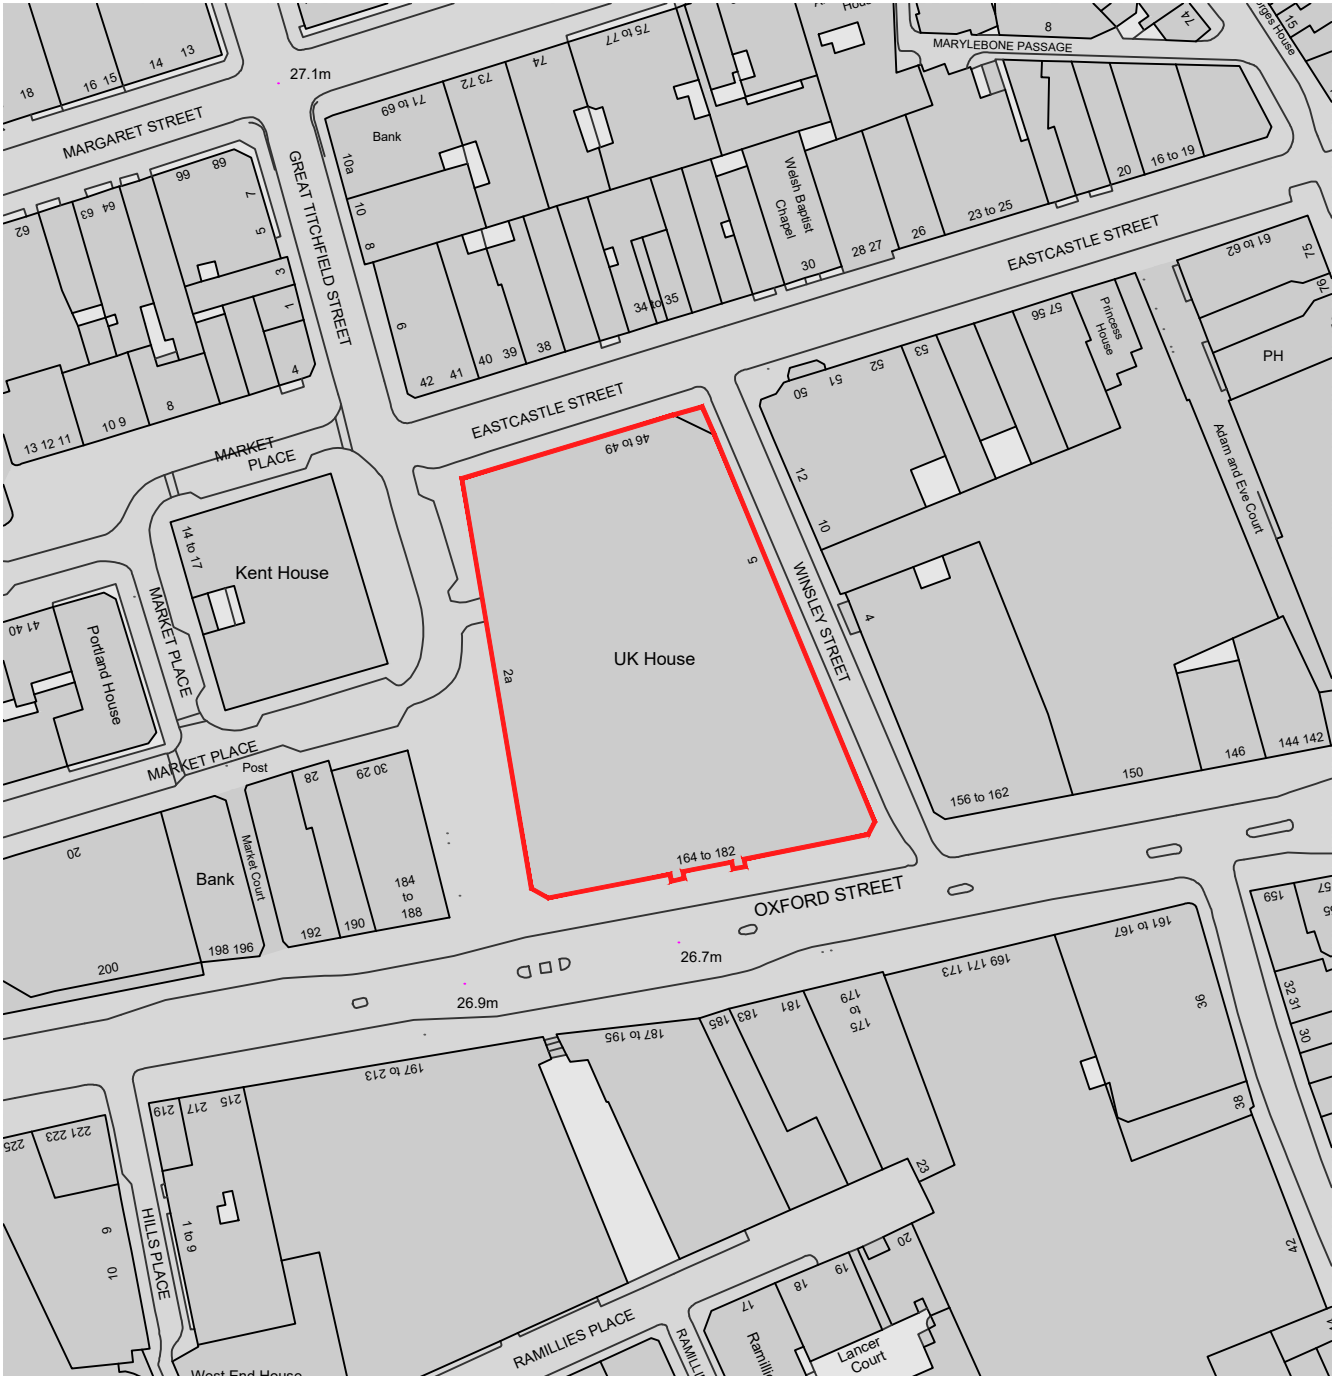 75 to 77
8
74
MARYLEBONE PASSAGE
15
18
16 15
14
13
27.1m
74
73 72
71 to 69
Bank
MARGARET STREET
10a
10
8
GREAT TITCHFIELD STREET
68
66
64
63
62
7
5
3
1
4
Welsh Baptist
Chapel
30
28 27
26
23 to 25
20
16 to 19
EASTCASTLE STREET
61 to 62
75
76
PH
34 to 35
6
42
41
40
39
38
57 56
Princess
House
53
52
51
50
12
10
13 12 11
10 9
8
MARKET
PLACE
EASTCASTLE STREET
46 to 49
5
Adam and Eve Court
14 to 17
Kent House
MARKET PLACE
41 40
Portland House
UK House
2a
WINSLEY STREET
4
146
144 142
150
156 to 162
MARKET PLACE
Post
28
30 29
20
Bank
Market Court
184
to
188
190
192
198 196
200
164 to 182
OXFORD STREET
26.7m
26.9m
159
57
161 to 167
169 171 173
179
to
175
181
183
185
187 to 195
197 to 213
36
32 31
30
38
42
219
217
215
221 223
225
9
10
HILLS PLACE
1 to 9
23
20
19
18
17
RAMILLIES PLACE
Lancer
Court
West End House